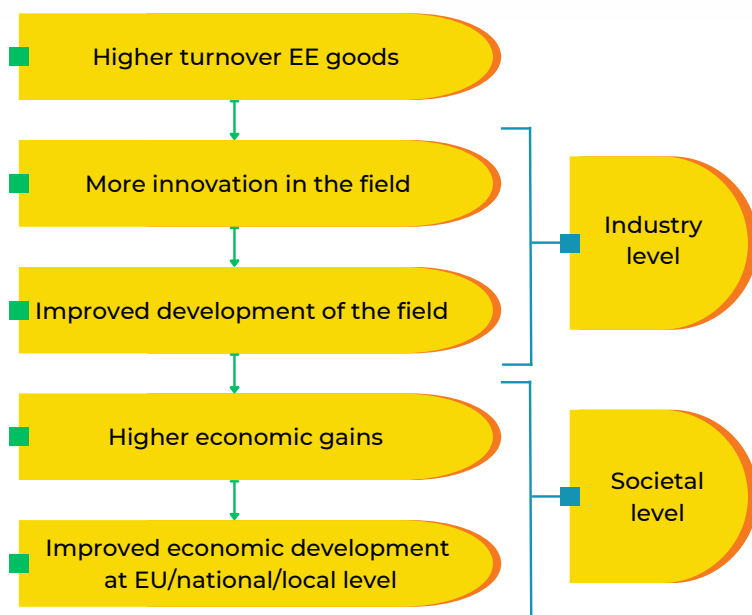 Higher turnover EE goods
More innovation in the field
Industry
level
Improved development of the field
Higher economic gains
Societal
level
Improved economic development
at EU/national/local level